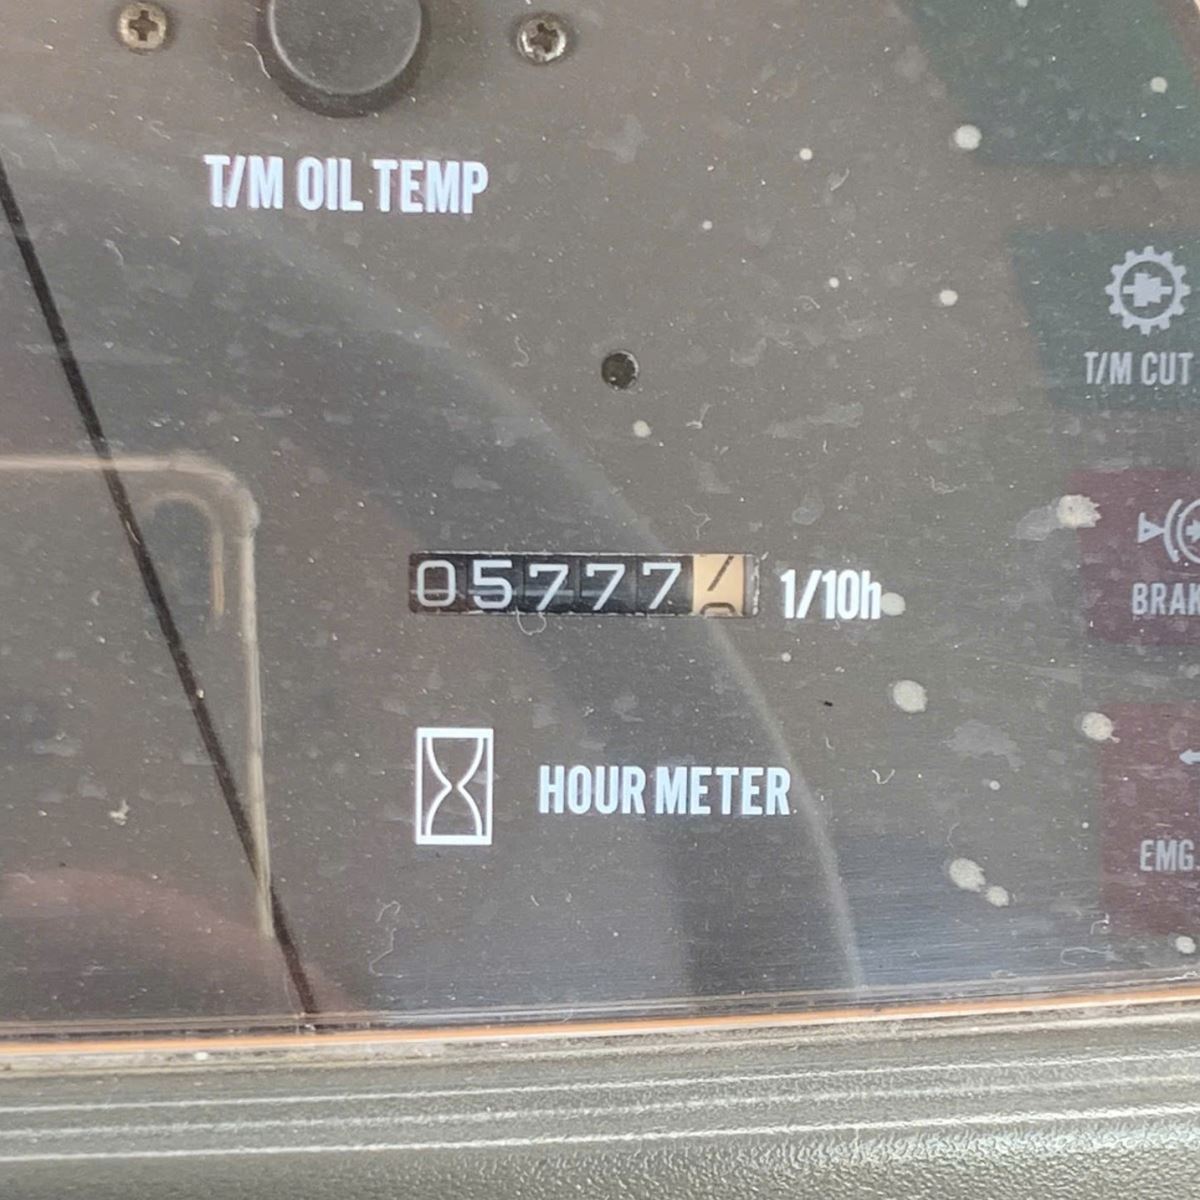 T/M OIL TEMP
T/M CUT
05777
1/10h
HOUR METER